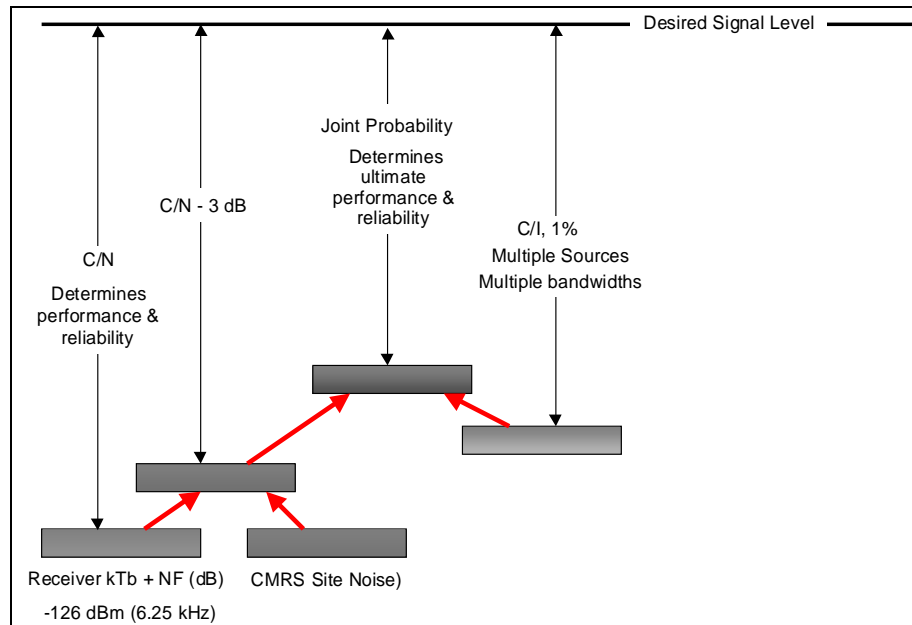 Desired Signal Level
Joint Probability
Determines
ultimate
performance &
reliability
C/N - 3 dB
C/I, 1%
Multiple Sources
Multiple bandwidths
C/N
Determines
performance &
reliability
Receiver kTb + NF (dB)
-126 dBm (6.25 kHz)
CMRS Site Noise)